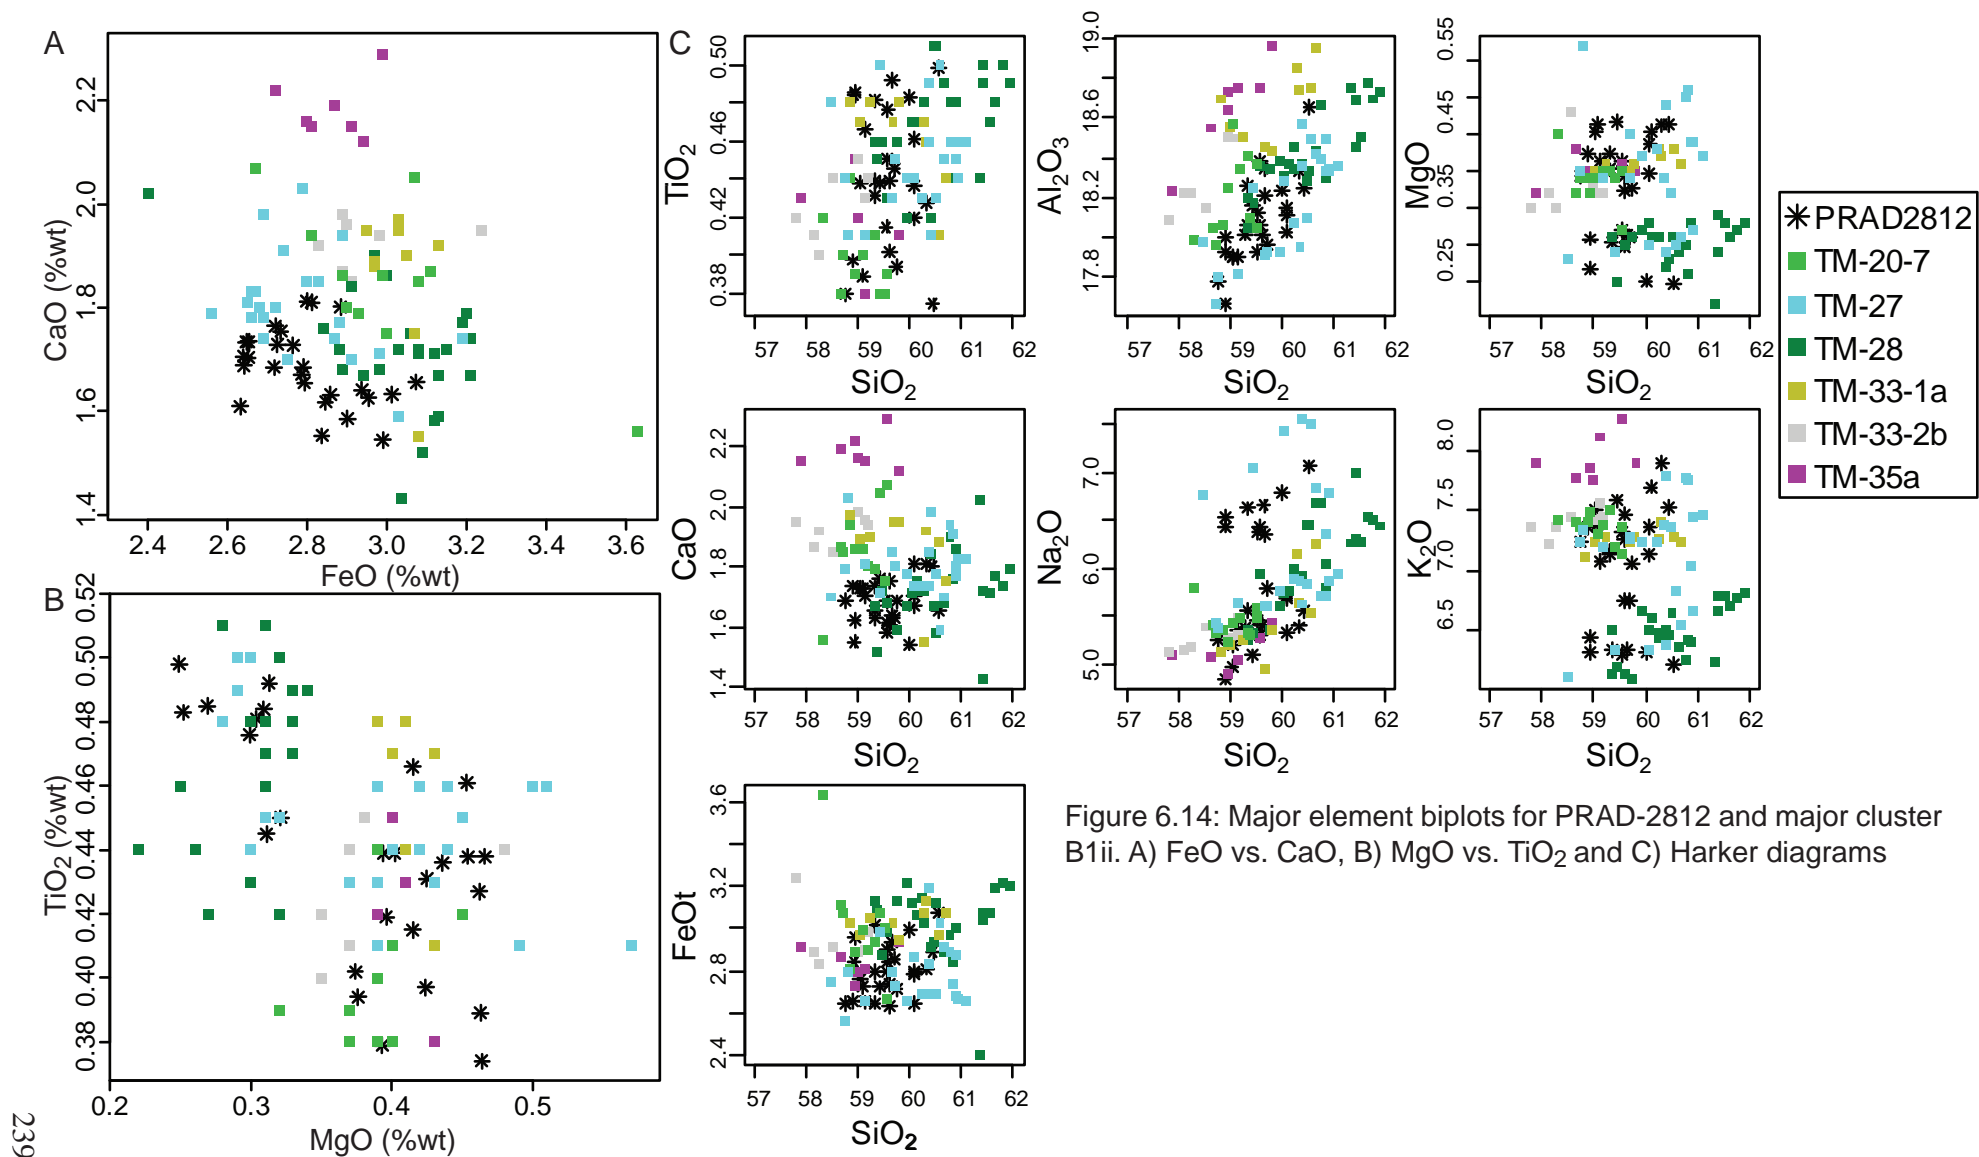 A
2.2
2.0
1.8
1.6
1.4
CaO (%wt)
2.4 2.6 2.8 3.0 3.2 3.4 3.6
FeO (%wt)
B
0.52
0.50
0.48
0.46
0.44
0.42
0.40
0.38
TiO2 (%wt)
0.2 0.3 0.4 0.5
MgO (%wt)
C
0.50
0.46
0.42
0.38
TiO2
57 58 59 60 61 62
SiO2
19.0
18.6
18.2
17.8
Al2O3
57 58 59 60 61 62
SiO2
0.55
0.45
0.35
0.25
MgO
57 58 59 60 61 62
SiO2
2.2
2.0
1.8
1.6
1.4
CaO
57 58 59 60 61 62
SiO2
7.0
6.0
5.0
Na2O
57 58 59 60 61 62
SiO2
8.0
7.5
7.0
6.5
K2O
57 58 59 60 61 62
SiO2
3.6
3.2
2.8
2.4
FeOt
57 58 59 60 61 62
SiO2
PRAD2812
TM-20-7
TM-27
TM-28
TM-33-1a
TM-33-2b
TM-35a
Figure 6.14: Major element biplots for PRAD-2812 and major cluster
B1ii. A) FeO vs. CaO, B) MgO vs. TiO2 and C) Harker diagrams
239